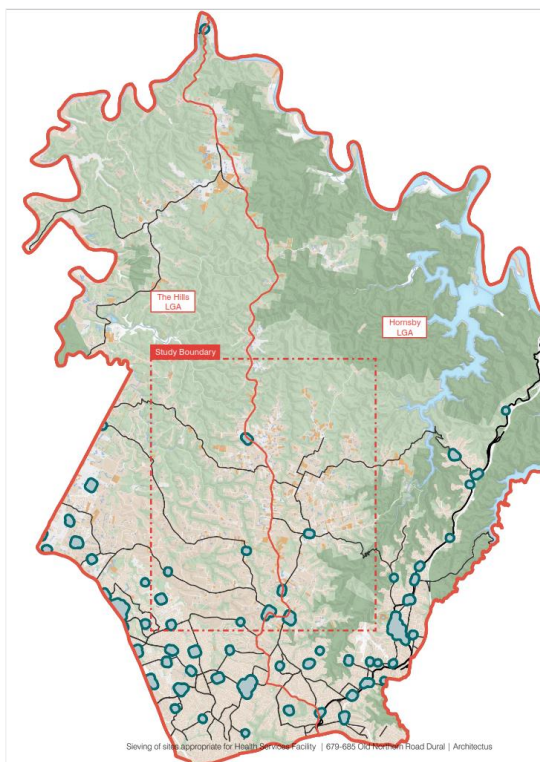 The Hills
LGA
Hornsby
LGA
Study Boundary
Sieving of sites appropriate for Health Services Facility | 679-685 Old Northern Road Dural | Architectus